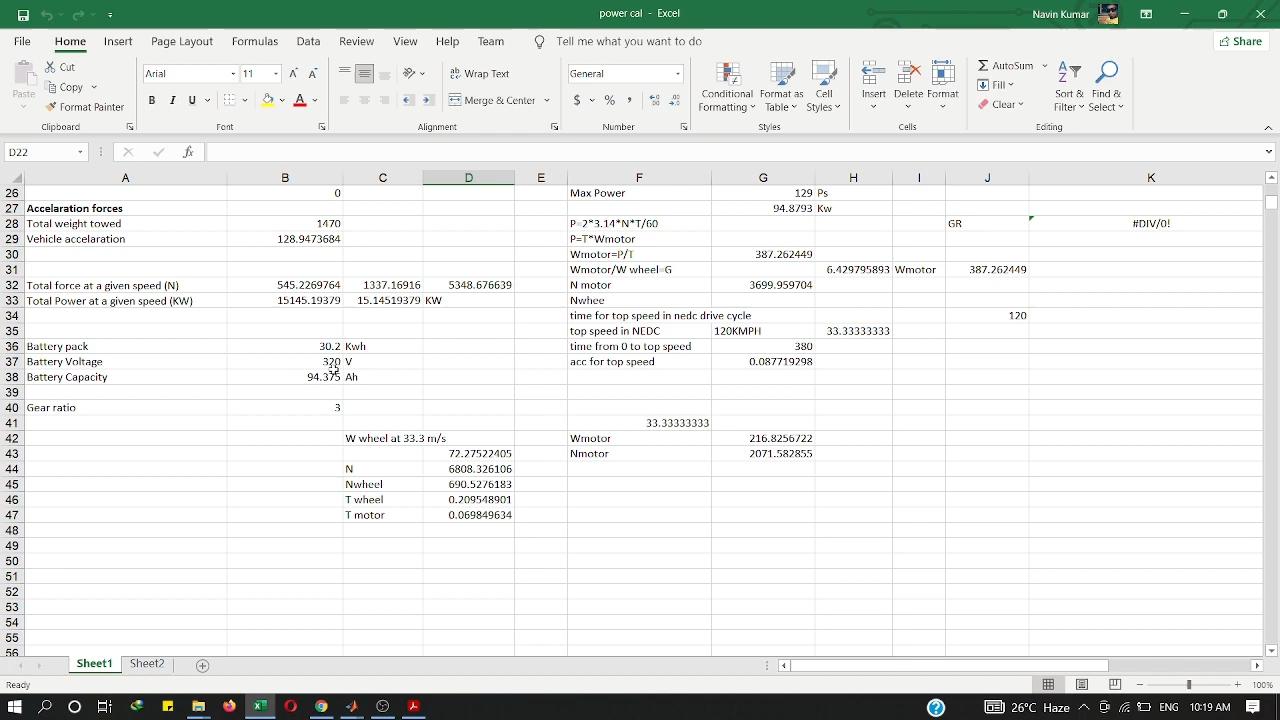 power cal - Excel
Navin Kumar
File Home Insert Page Layout Formulas Data Review View Help Team Tell me what you want to do Share
Paste Cut Copy Format Painter Clipboard
Arial 11 B I U A Font
Wrap Text Merge & Center Alignment
General $ % , Number
Conditional Formatting Format as Table Cell Styles Styles
Insert Delete Format Cells
AutoSum Fill Clear Sort & Filter Find & Select Editing
D22 fx
A B C D E F G H I J K
26 0 Max Power 129 Ps
27 Accelaration forces 94.8793 Kw
28 Total weight towed 1470 P=2*3.14*N*T/60 GR #DIV/0!
29 Vehicle accelaration 128.9473684 P=T*Wmotor
30 Wmotor=P/T 387.262449
31 Wmotor/W wheel=G 6.429795893 Wmotor 387.262449
32 Total force at a given speed (N) 545.2269764 1337.16916 5348.676639 N motor 3699.959704
33 Total Power at a given speed (KW) 15145.19379 15.14519379 KW Nwhee
34 time for top speed in nedc drive cycle 120
35 top speed in NEDC 120KMPH 33.33333333
36 Battery pack 30.2 Kwh time from 0 to top speed 380
37 Battery Voltage 320 V acc for top speed 0.087719298
38 Battery Capacity 94.375 Ah
39
40 Gear ratio 3
41 33.33333333
42 W wheel at 33.3 m/s Wmotor 216.8256722
43 72.27522405 Nmotor 2071.582855
44 N 6808.326106
45 Nwheel 690.5276183
46 T wheel 0.209548901
47 T motor 0.069849634
48
49
50
51
52
53
54
55
56
Sheet1 Sheet2
Ready 100%
26°C Haze ENG 10:19 AM